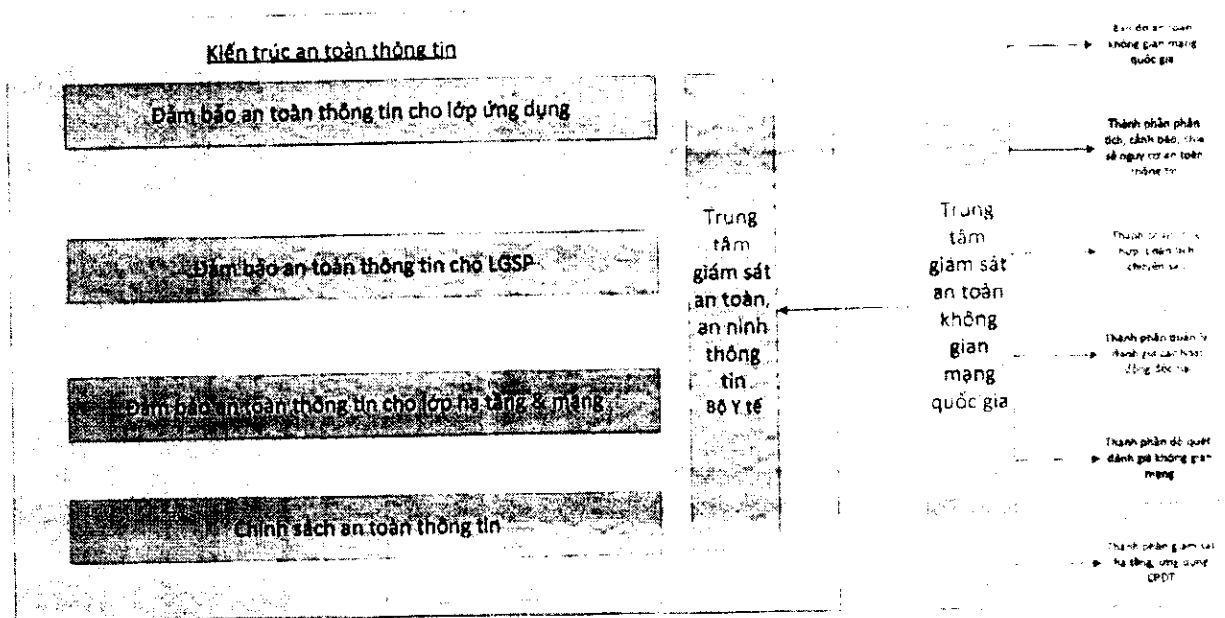 Kiến trúc an toàn thông tin
Đảm bảo an toàn thông tin cho lớp ứng dụng
Đảm bảo an toàn thông tin cho LGSP
Đảm bảo an toàn thông tin cho lớp hạ tầng & mạng
Chính sách an toàn thông tin
Trung
tâm
giám sát
an toàn,
an ninh
thông
tin
Bộ Y tế
Trung
tâm
giám sát
an toàn
không
gian
mạng
quốc gia
an toàn
không gian mạng
quốc gia
Thành phần phân
tích, cảnh báo, chia
sẻ nguy cơ an toàn
thông tin
Thành phần
Thành phần quản lý
đánh giá các hoạt
động độc hại
Thành phần dò quét
đánh giá không gian
mạng
Thành phần giám sát
hạ tầng, ứng dụng
CPDT